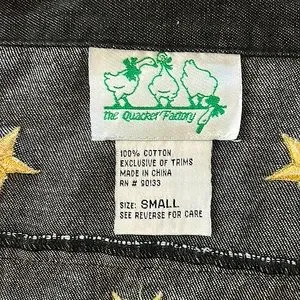 the Quacker Factory
100% COTTON
EXCLUSIVE OF TRIMS
MADE IN CHINA
RN # 90133
SIZE: SMALL
SEE REVERSE FOR CARE